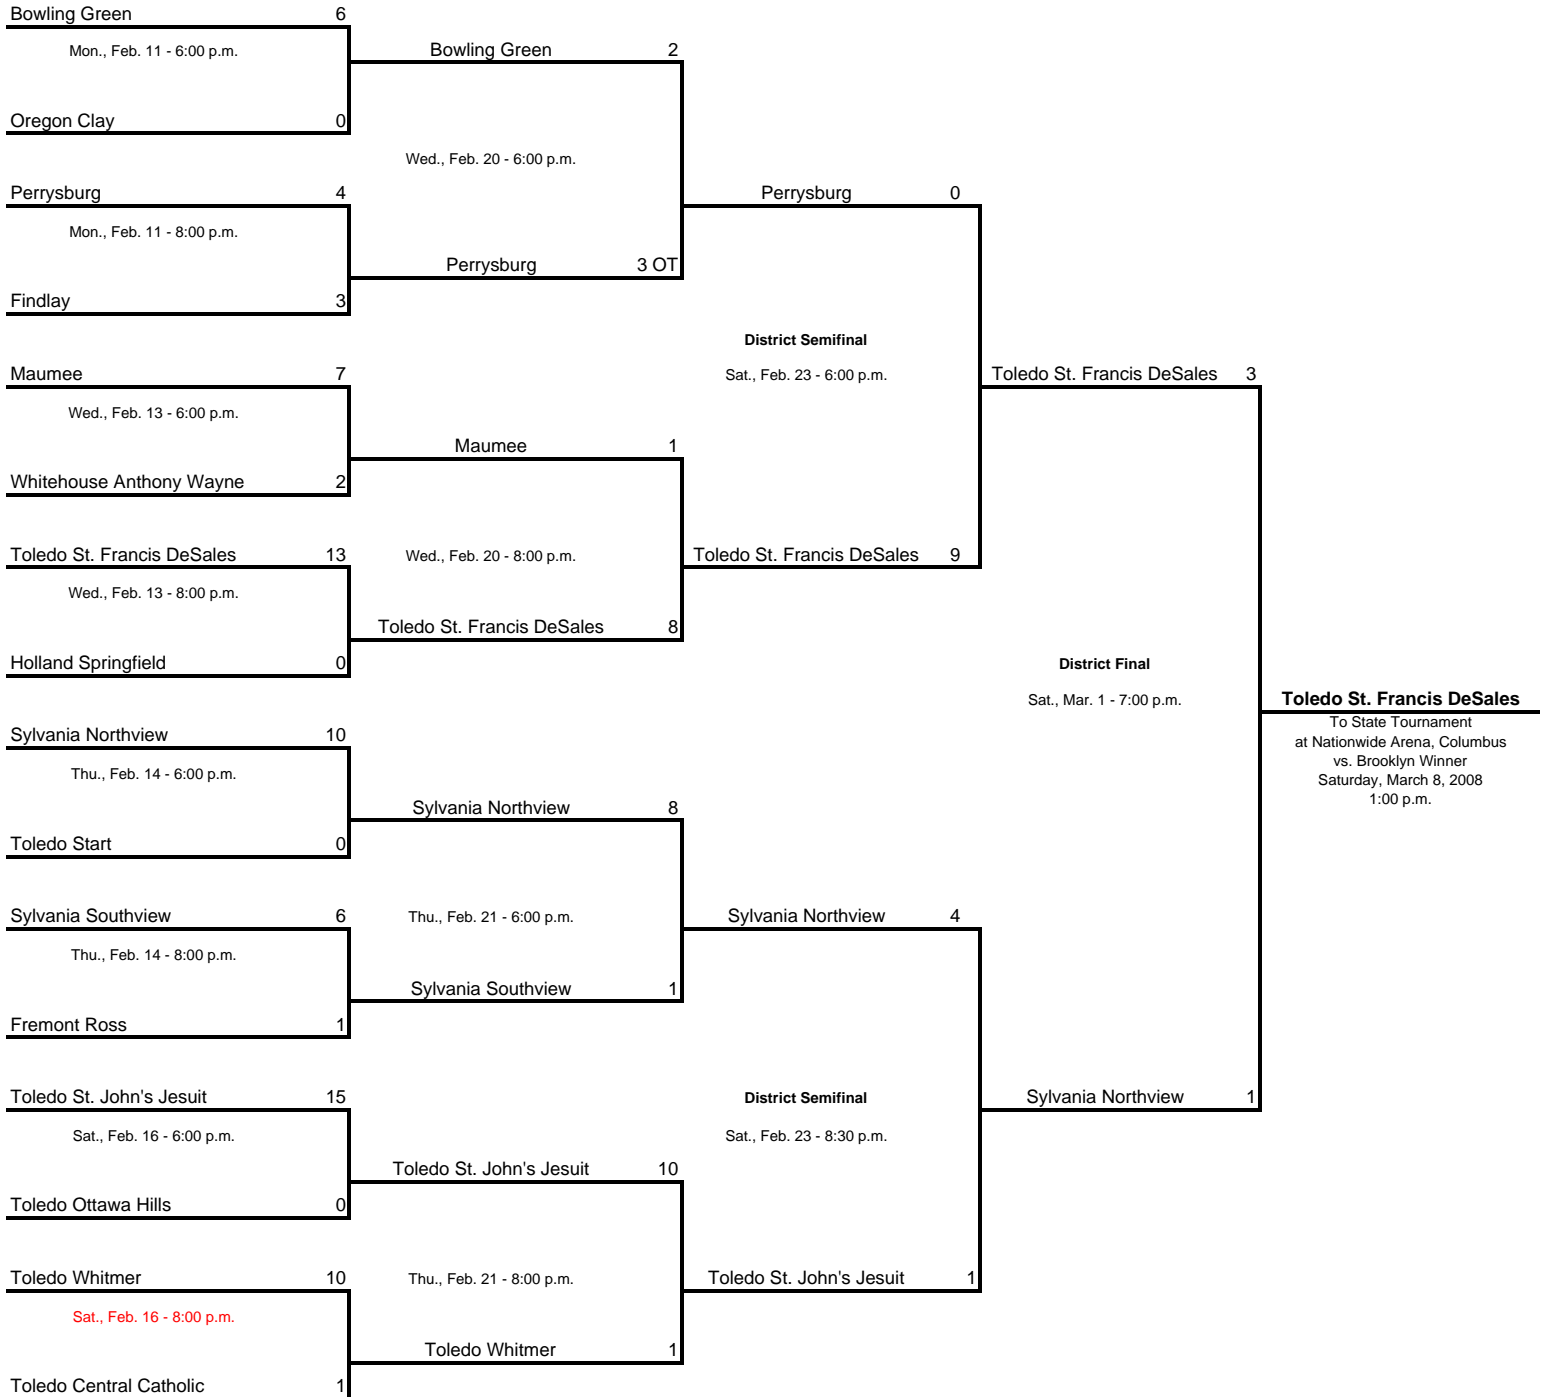 Bowling Green 6
Mon., Feb. 11 - 6:00 p.m.
Oregon Clay 0
Perrysburg 4
Mon., Feb. 11 - 8:00 p.m.
Findlay 3
Maumee 7
Wed., Feb. 13 - 6:00 p.m.
Whitehouse Anthony Wayne 2
Toledo St. Francis DeSales 13
Wed., Feb. 13 - 8:00 p.m.
Holland Springfield 0
Sylvania Northview 10
Thu., Feb. 14 - 6:00 p.m.
Toledo Start 0
Sylvania Southview 6
Thu., Feb. 14 - 8:00 p.m.
Fremont Ross 1
Toledo St. John's Jesuit 15
Sat., Feb. 16 - 6:00 p.m.
Toledo Ottawa Hills 0
Toledo Whitmer 10
Sat., Feb. 16 - 8:00 p.m.
Toledo Central Catholic 1
Bowling Green 2
Wed., Feb. 20 - 6:00 p.m.
Perrysburg 3 OT
Maumee 1
Wed., Feb. 20 - 8:00 p.m.
Toledo St. Francis DeSales 8
Sylvania Northview 8
Thu., Feb. 21 - 6:00 p.m.
Sylvania Southview 1
Toledo St. John's Jesuit 10
Thu., Feb. 21 - 8:00 p.m.
Toledo Whitmer 1
Perrysburg 0
District Semifinal
Sat., Feb. 23 - 6:00 p.m.
Toledo St. Francis DeSales 9
Sylvania Northview 4
District Semifinal
Sat., Feb. 23 - 8:30 p.m.
Toledo St. John's Jesuit 1
Toledo St. Francis DeSales 3
District Final
Sat., Mar. 1 - 7:00 p.m.
Sylvania Northview 1
Toledo St. Francis DeSales
To State Tournament
at Nationwide Arena, Columbus
vs. Brooklyn Winner
Saturday, March 8, 2008
1:00 p.m.